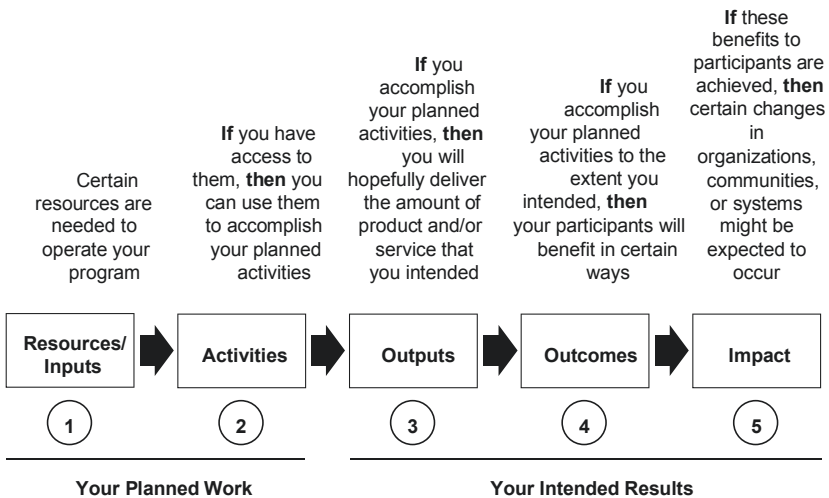 Certain
resources are
needed to
operate your
program
If you have
access to
them, then you
can use them
to accomplish
your planned
activities
If you
accomplish
your planned
activities, then
you will
hopefully deliver
the amount of
product and/or
service that
you intended
If you
accomplish
your planned
activities to the
extent you
intended, then
your participants will
benefit in certain
ways
If these
benefits to
participants are
achieved, then
certain changes
in
organizations,
communities,
or systems
might be
expected to
occur
Resources/
Inputs
Activities
Outputs
Outcomes
Impact
1
2
3
4
5
Your Planned Work
Your Intended Results